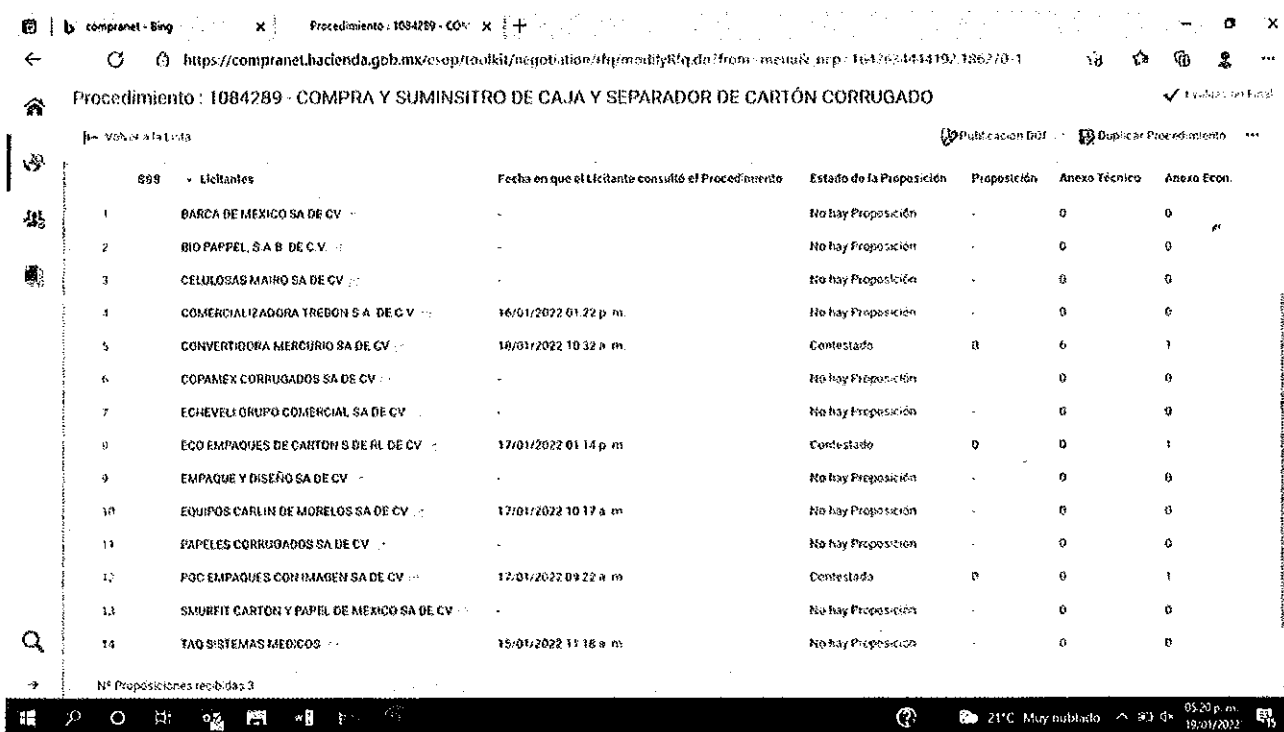 compranet - Bing
Procedimiento : 1084289 - CO
https://compranet.hacienda.gob.mx/esop/toolkit/negotiation/rfq/modifyRfq.do?from=
Procedimiento : 1084289 - COMPRA Y SUMINSITRO DE CAJA Y SEPARADOR DE CARTÓN CORRUGADO
Volver a la Lista
Publicacion DOF
Duplicar Procedimiento
Licitantes Fecha en que el Licitante consultó el Procedimiento Estado de la Proposición Proposición Anexo Técnico Anexo Econ.
1 BARCA DE MEXICO SA DE CV - No hay Proposición - 0 0
2 BIO PAPPEL, S.A.B. DE C.V. - No hay Proposición - 0 0
3 CELULOSAS MAIRO SA DE CV - No hay Proposición - 0 0
4 COMERCIALIZADORA TREBON S.A. DE C.V 16/01/2022 01:22 p. m. No hay Proposición - 0 0
5 CONVERTIDORA MERCURIO SA DE CV 18/01/2022 10:32 a. m. Contestado 0 6 1
6 COPAMEX CORRUGADOS SA DE CV - No hay Proposición 0 0
7 ECHEVELI GRUPO COMERCIAL SA DE CV - No hay Proposición - 0 0
8 ECO EMPAQUES DE CARTON S DE RL DE CV 17/01/2022 01:14 p. m. Contestado 0 0 1
9 EMPAQUE Y DISEÑO SA DE CV - No hay Proposición - 0 0
10 EQUIPOS CARLIN DE MORELOS SA DE CV 17/01/2022 10:17 a. m. No hay Proposición - 0 0
11 PAPELES CORRUGADOS SA DE CV - No hay Proposición - 0 0
12 PGC EMPAQUES CON IMAGEN SA DE CV 17/01/2022 09:22 a. m. Contestado 0 0 1
13 SMURFIT CARTON Y PAPEL DE MEXICO SA DE CV - No hay Proposición - 0 0
14 TAQ SISTEMAS MEDICOS 15/01/2022 11:18 a. m. No hay Proposición - 0 0
Nº Proposiciones recibidas 3
21°C Muy nublado
05:20 p. m.
19/01/2022